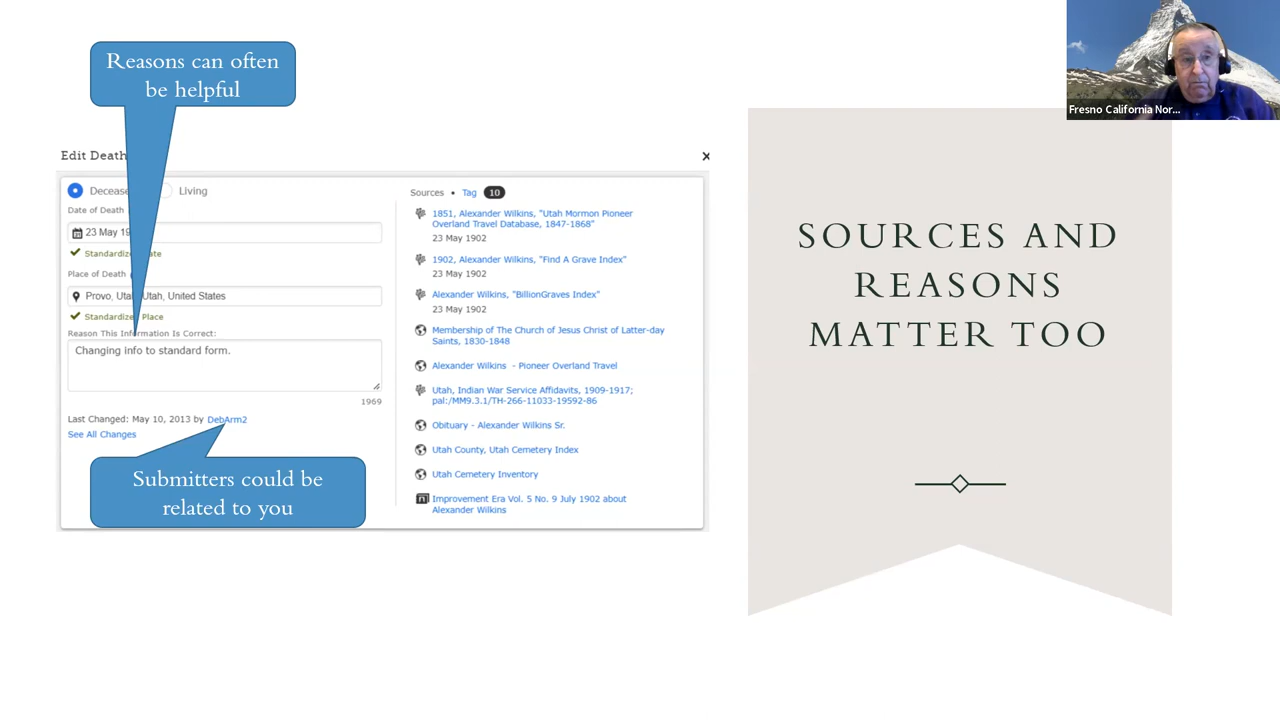 Reasons can often
be helpful
Edit Death
Living
Date of Death
23 May
Place of Death
Provo, Utah, United States
Reason This Information Is Correct:
Changing info to standard form.
1969
Last Changed: May 10, 2013 by DebArm2
See All Changes
Submitters could be
related to you
x
Sources • Tag 10
1851, Alexander Wilkins, "Utah Mormon Pioneer
Overland Travel Database, 1847-1868"
23 May 1902
1902, Alexander Wilkins, "Find A Grave Index"
23 May 1902
Alexander Wilkins, "BillionGraves Index"
23 May 1902
Membership of The Church of Jesus Christ of Latter-day
Saints, 1830-1848
Alexander Wilkins - Pioneer Overland Travel
Utah, Indian War Service Affidavits, 1909-1917;
pal:/MM9.3.1/TH-266-11033-19592-86
Obituary - Alexander Wilkins Sr.
Utah County, Utah Cemetery Index
Utah Cemetery Inventory
Improvement Era Vol. 5 No. 9 July 1902 about
Alexander Wilkins
Fresno California Nor...
SOURCES AND
REASONS
MATTER TOO